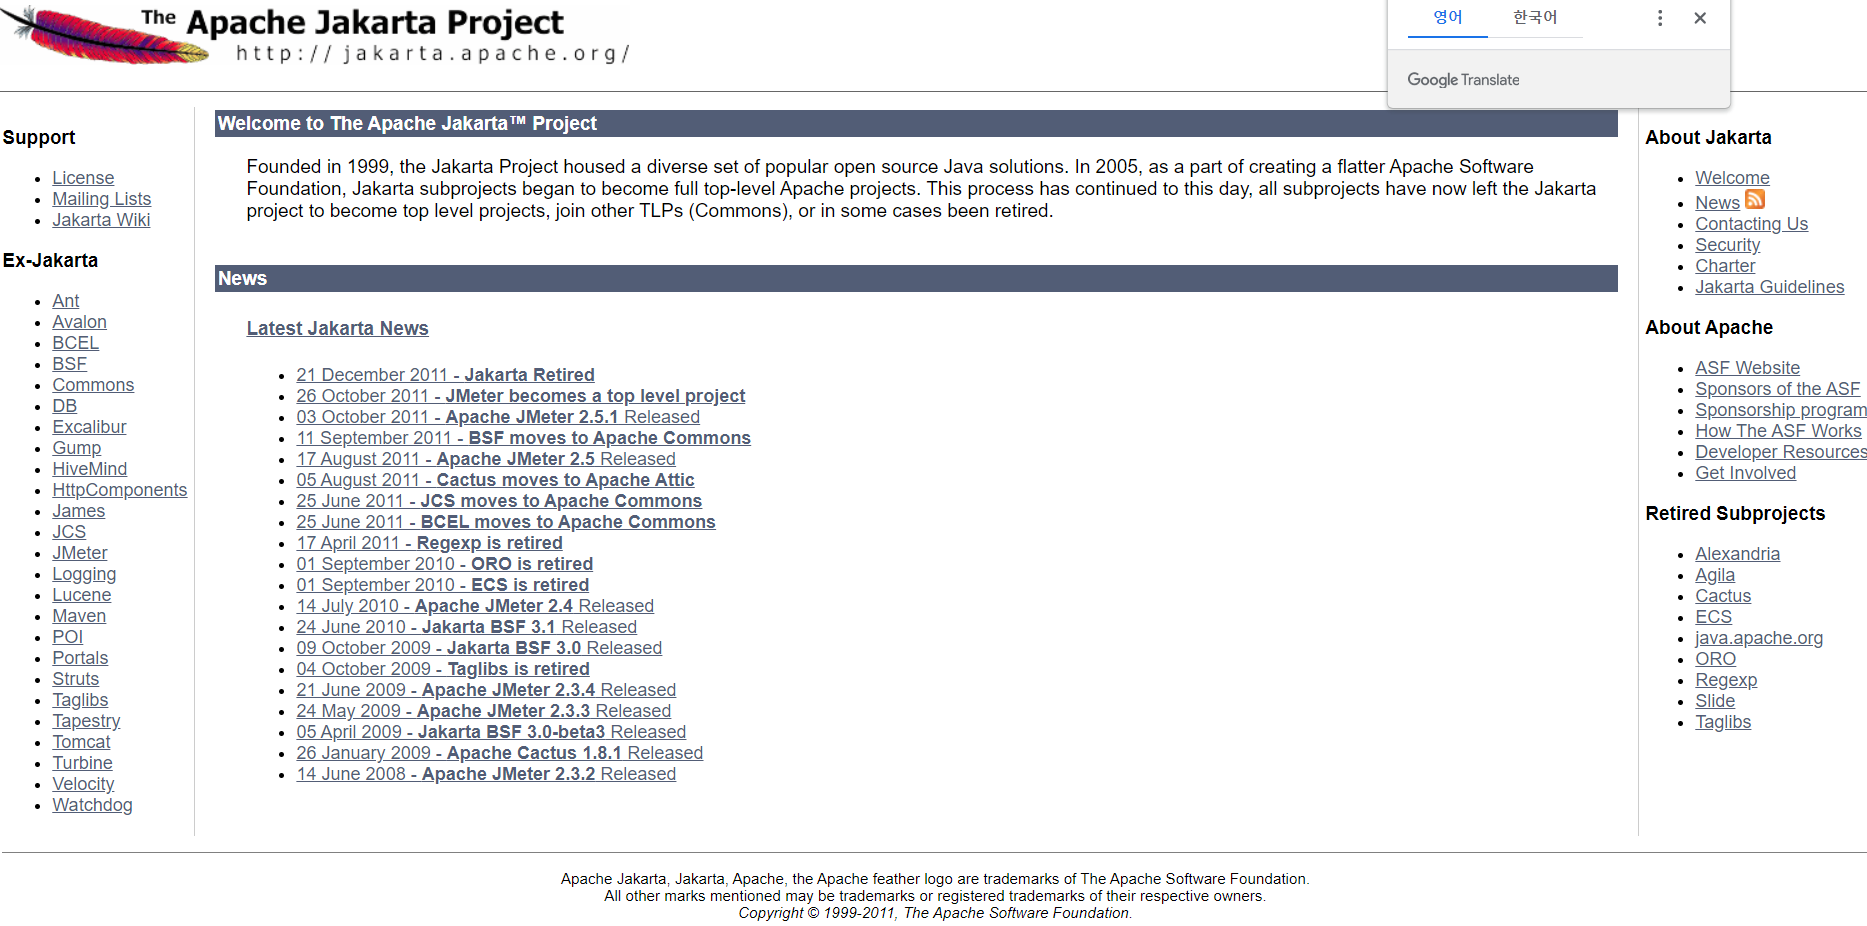 The Apache Jakarta Project
http://jakarta.apache.org/
영어 한국어
Google Translate
Support
License
Mailing Lists
Jakarta Wiki
Ex-Jakarta
Ant
Avalon
BCEL
BSF
Commons
DB
Excalibur
Gump
HiveMind
HttpComponents
James
JCS
JMeter
Logging
Lucene
Maven
POI
Portals
Struts
Taglibs
Tapestry
Tomcat
Turbine
Velocity
Watchdog
Welcome to The Apache Jakarta™ Project
Founded in 1999, the Jakarta Project housed a diverse set of popular open source Java solutions. In 2005, as a part of creating a flatter Apache Software
Foundation, Jakarta subprojects began to become full top-level Apache projects. This process has continued to this day, all subprojects have now left the Jakarta
project to become top level projects, join other TLPs (Commons), or in some cases been retired.
News
Latest Jakarta News
21 December 2011 - Jakarta Retired
26 October 2011 - JMeter becomes a top level project
03 October 2011 - Apache JMeter 2.5.1 Released
11 September 2011 - BSF moves to Apache Commons
17 August 2011 - Apache JMeter 2.5 Released
05 August 2011 - Cactus moves to Apache Attic
25 June 2011 - JCS moves to Apache Commons
25 June 2011 - BCEL moves to Apache Commons
17 April 2011 - Regexp is retired
01 September 2010 - ORO is retired
01 September 2010 - ECS is retired
14 July 2010 - Apache JMeter 2.4 Released
24 June 2010 - Jakarta BSF 3.1 Released
09 October 2009 - Jakarta BSF 3.0 Released
04 October 2009 - Taglibs is retired
21 June 2009 - Apache JMeter 2.3.4 Released
24 May 2009 - Apache JMeter 2.3.3 Released
05 April 2009 - Jakarta BSF 3.0-beta3 Released
26 January 2009 - Apache Cactus 1.8.1 Released
14 June 2008 - Apache JMeter 2.3.2 Released
About Jakarta
Welcome
News
Contacting Us
Security
Charter
Jakarta Guidelines
About Apache
ASF Website
Sponsors of the ASF
Sponsorship program
How The ASF Works
Developer Resources
Get Involved
Retired Subprojects
Alexandria
Agila
Cactus
ECS
java.apache.org
ORO
Regexp
Slide
Taglibs
Apache Jakarta, Jakarta, Apache, the Apache feather logo are trademarks of The Apache Software Foundation.
All other marks mentioned may be trademarks or registered trademarks of their respective owners.
Copyright © 1999-2011, The Apache Software Foundation.